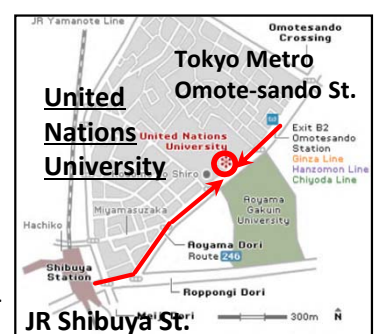 JR Yamanote Line
Omotesando
Crossing
Tokyo Metro
Omote-sando St.
United
Nations
University
Exit B2
Omotesando
Station
Ginza Line
Hanzomon Line
Chiyoda Line
United Nations
University
Shiro
Aoyama
Gakuin
University
Miyamasuzaka
Hachiko
Aoyama Dori
Route 246
Shibuya
Station
Roppongi Dori
Meiji Dori
JR Shibuya St.
300m
N